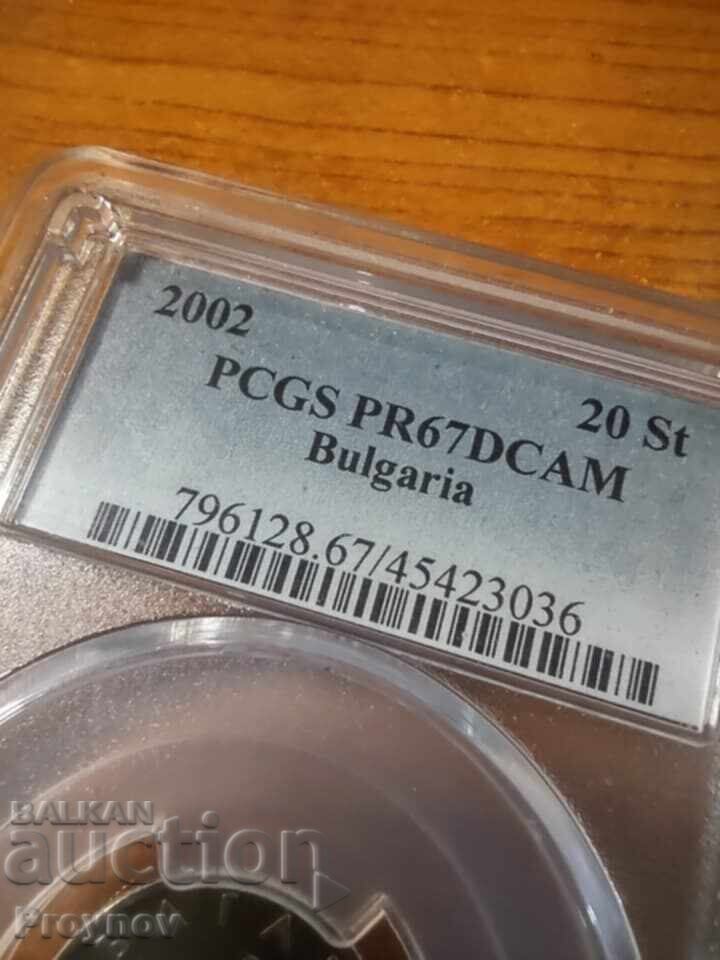 2002
20 St
PCGS PR67DCAM
Bulgaria
796128.67/45423036
BALKAN
auction
Proynov